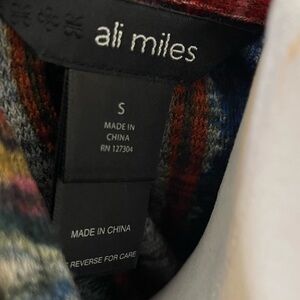 ali miles
S
MADE IN
CHINA
RN 127304
MADE IN CHINA
REVERSE FOR CARE